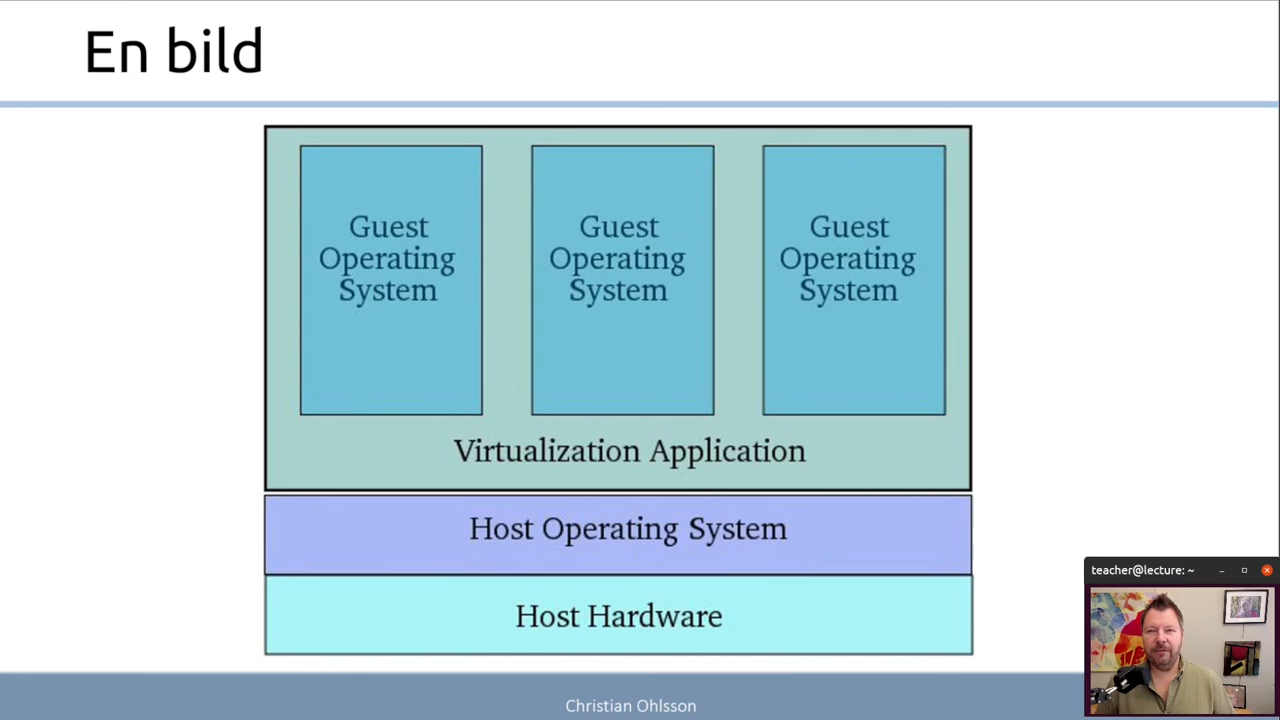 En bild
Guest
Operating
System
Guest
Operating
System
Guest
Operating
System
Virtualization Application
Host Operating System
Host Hardware
teacher@lecture: ~
Christian Ohlsson